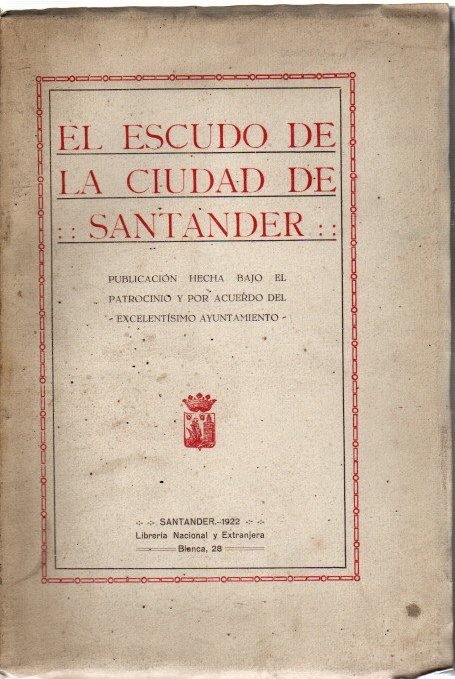 EL ESCUDO DE
LA CIUDAD DE
:: SANTANDER ::
PUBLICACIÓN HECHA BAJO EL
PATROCINIO Y POR ACUERDO DEL
- EXCELENTÍSIMO AYUNTAMIENTO -
SANTANDER.-1922
Librería Nacional y Extranjera
Blanca, 28